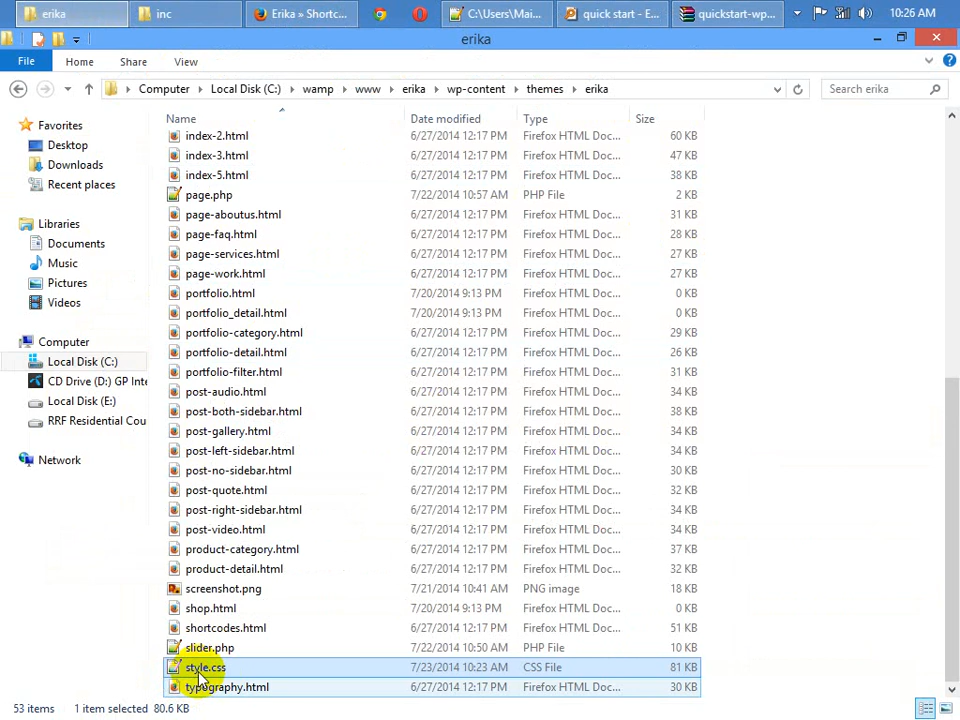 erika
inc
Erika » Shortc...
C:\Users\Mai...
quick start - E...
quickstart-wp...
10:26 AM
erika
File
Home
Share
View
Computer
Local Disk (C:)
wamp
www
erika
wp-content
themes
erika
Search erika
Name
Date modified
Type
Size
Favorites
Desktop
Downloads
Recent places
Libraries
Documents
Music
Pictures
Videos
Computer
Local Disk (C:)
CD Drive (D:) GP Inte
Local Disk (E:)
RRF Residential Cou
Network
index-2.html 6/27/2014 12:17 PM Firefox HTML Doc... 60 KB
index-3.html 6/27/2014 12:17 PM Firefox HTML Doc... 47 KB
index-5.html 6/27/2014 12:17 PM Firefox HTML Doc... 38 KB
page.php 7/22/2014 10:57 AM PHP File 2 KB
page-aboutus.html 6/27/2014 12:17 PM Firefox HTML Doc... 31 KB
page-faq.html 6/27/2014 12:17 PM Firefox HTML Doc... 28 KB
page-services.html 6/27/2014 12:17 PM Firefox HTML Doc... 27 KB
page-work.html 6/27/2014 12:17 PM Firefox HTML Doc... 27 KB
portfolio.html 7/20/2014 9:13 PM Firefox HTML Doc... 0 KB
portfolio_detail.html 7/20/2014 9:13 PM Firefox HTML Doc... 0 KB
portfolio-category.html 6/27/2014 12:17 PM Firefox HTML Doc... 29 KB
portfolio-detail.html 6/27/2014 12:17 PM Firefox HTML Doc... 26 KB
portfolio-filter.html 6/27/2014 12:17 PM Firefox HTML Doc... 31 KB
post-audio.html 6/27/2014 12:17 PM Firefox HTML Doc... 34 KB
post-both-sidebar.html 6/27/2014 12:17 PM Firefox HTML Doc... 38 KB
post-gallery.html 6/27/2014 12:17 PM Firefox HTML Doc... 34 KB
post-left-sidebar.html 6/27/2014 12:17 PM Firefox HTML Doc... 34 KB
post-no-sidebar.html 6/27/2014 12:17 PM Firefox HTML Doc... 30 KB
post-quote.html 6/27/2014 12:17 PM Firefox HTML Doc... 32 KB
post-right-sidebar.html 6/27/2014 12:17 PM Firefox HTML Doc... 34 KB
post-video.html 6/27/2014 12:17 PM Firefox HTML Doc... 34 KB
product-category.html 6/27/2014 12:17 PM Firefox HTML Doc... 37 KB
product-detail.html 6/27/2014 12:17 PM Firefox HTML Doc... 34 KB
screenshot.png 7/21/2014 10:41 AM PNG image 18 KB
shop.html 7/20/2014 9:13 PM Firefox HTML Doc... 0 KB
shortcodes.html 6/27/2014 12:17 PM Firefox HTML Doc... 51 KB
slider.php 7/22/2014 10:50 AM PHP File 10 KB
style.css 7/23/2014 10:23 AM CSS File 81 KB
typography.html 6/27/2014 12:17 PM Firefox HTML Doc... 30 KB
53 items
1 item selected 80.6 KB